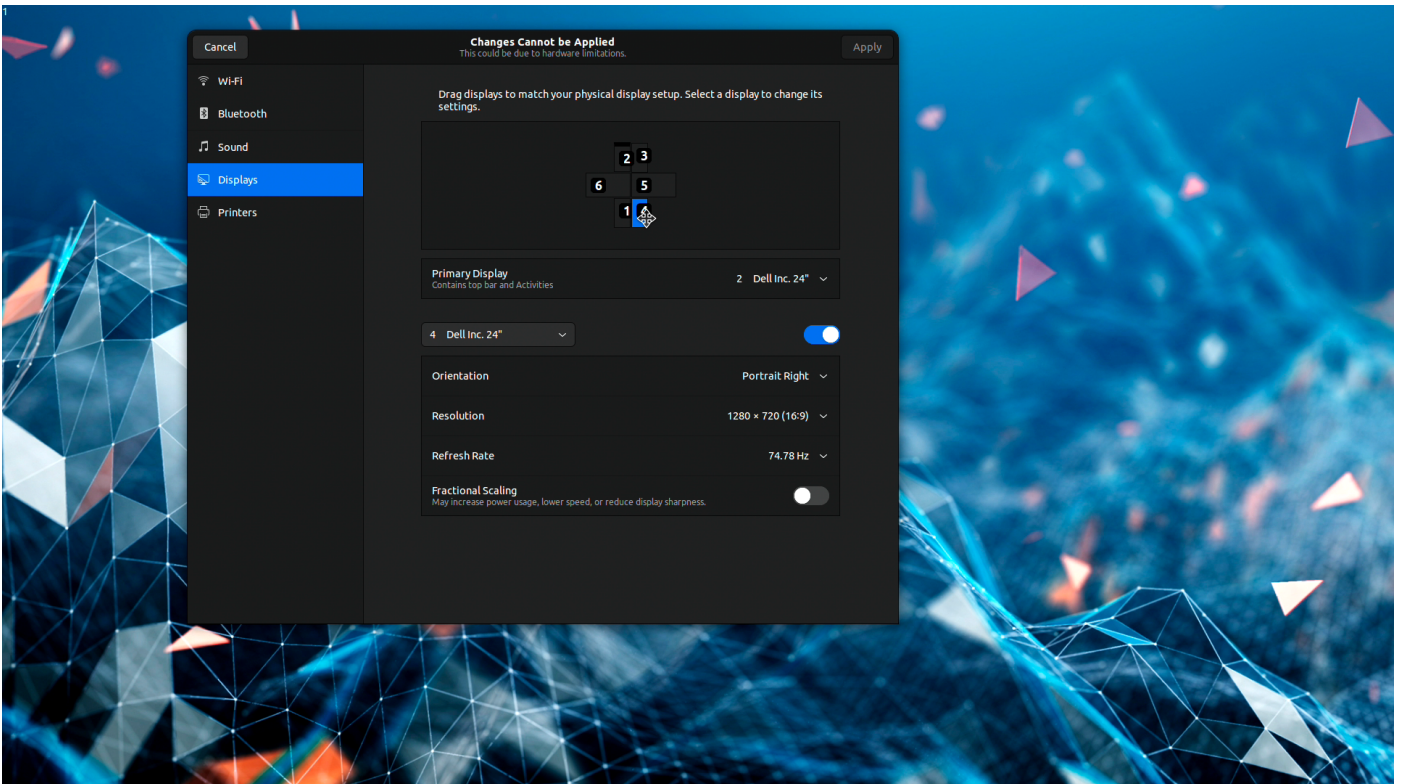 1
Cancel
Changes Cannot be Applied
This could be due to hardware limitations.
Apply
Wi-Fi
Bluetooth
Sound
Displays
Printers
Drag displays to match your physical display setup. Select a display to change its
settings.
2 3
6 5
1
Primary Display
Contains top bar and Activities
2 Dell Inc. 24"
4 Dell Inc. 24"
Orientation
Portrait Right
Resolution
1280 × 720 (16:9)
Refresh Rate
74.78 Hz
Fractional Scaling
May increase power usage, lower speed, or reduce display sharpness.